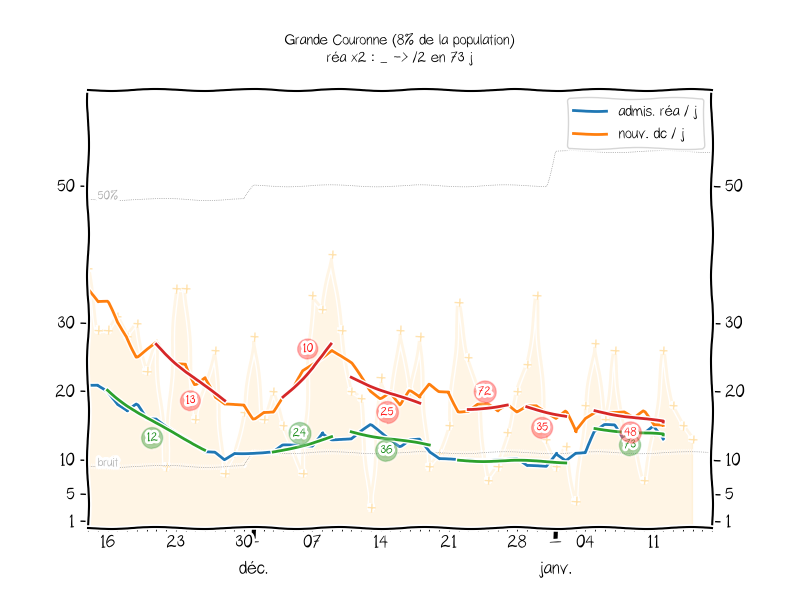 Grande Couronne (8% de la population)
réa x2 : _ -> /2 en 73 j
admis. réa / j
nouv. dc / j
50 50
50%
30 30
10
20 20
72
13
25
35
48
12
24
36
73
10 10
bruit
5 5
1 1
16 23 30 07 14 21 28 04 11
déc. janv.